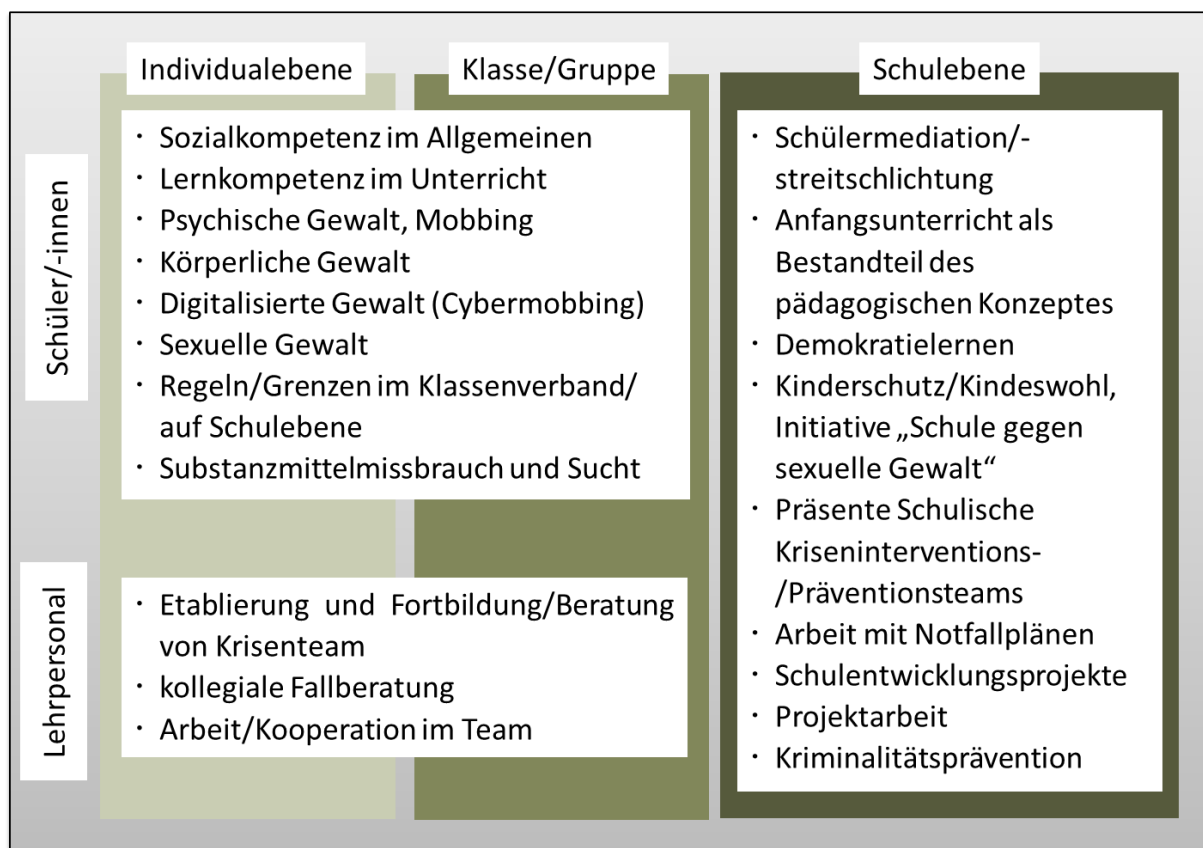 Individualebene
Klasse/Gruppe
Schulebene
Schüler/-innen
· Sozialkompetenz im Allgemeinen
· Lernkompetenz im Unterricht
· Psychische Gewalt, Mobbing
· Körperliche Gewalt
· Digitalisierte Gewalt (Cybermobbing)
· Sexuelle Gewalt
· Regeln/Grenzen im Klassenverband/
auf Schulebene
· Substanzmittelmissbrauch und Sucht
Lehrpersonal
· Etablierung und Fortbildung/Beratung
von Krisenteam
· kollegiale Fallberatung
· Arbeit/Kooperation im Team
· Schülermediation/-
streitschlichtung
· Anfangsunterricht als
Bestandteil des
pädagogischen Konzeptes
· Demokratielernen
· Kinderschutz/Kindeswohl,
Initiative „Schule gegen
sexuelle Gewalt“
· Präsente Schulische
Kriseninterventions-
/Präventionsteams
· Arbeit mit Notfallplänen
· Schulentwicklungsprojekte
· Projektarbeit
· Kriminalitätsprävention